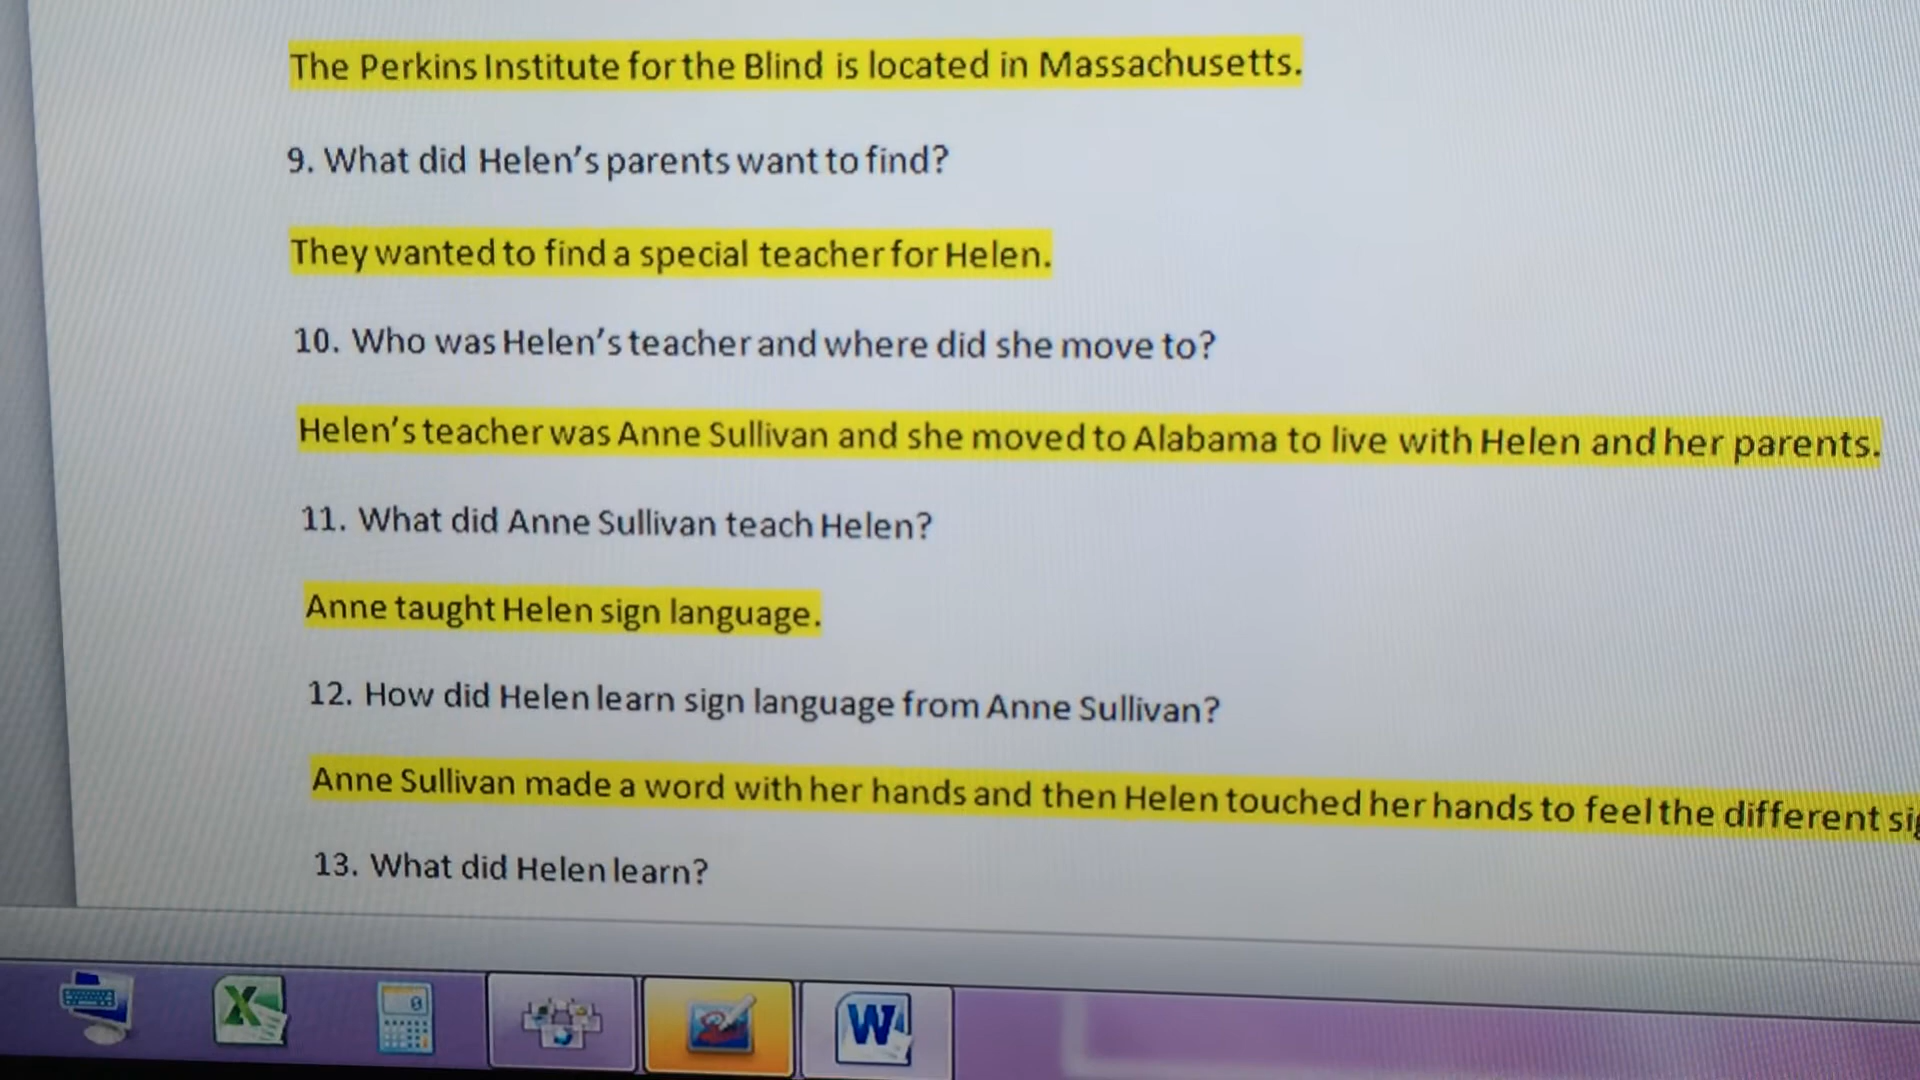 The Perkins Institute for the Blind is located in Massachusetts.
9. What did Helen's parents want to find?
They wanted to find a special teacher for Helen.
10. Who was Helen's teacher and where did she move to?
Helen's teacher was Anne Sullivan and she moved to Alabama to live with Helen and her parents.
11. What did Anne Sullivan teach Helen?
Anne taught Helen sign language.
12. How did Helen learn sign language from Anne Sullivan?
Anne Sullivan made a word with her hands and then Helen touched her hands to feel the different
13. What did Helen learn?